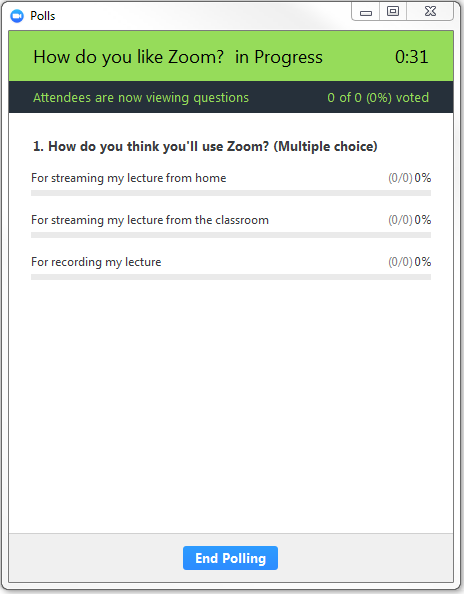 Polls
How do you like Zoom?  in Progress 0:31
Attendees are now viewing questions 0 of 0 (0%) voted
1. How do you think you'll use Zoom? (Multiple choice)
For streaming my lecture from home (0/0) 0%
For streaming my lecture from the classroom (0/0) 0%
For recording my lecture (0/0) 0%
End Polling